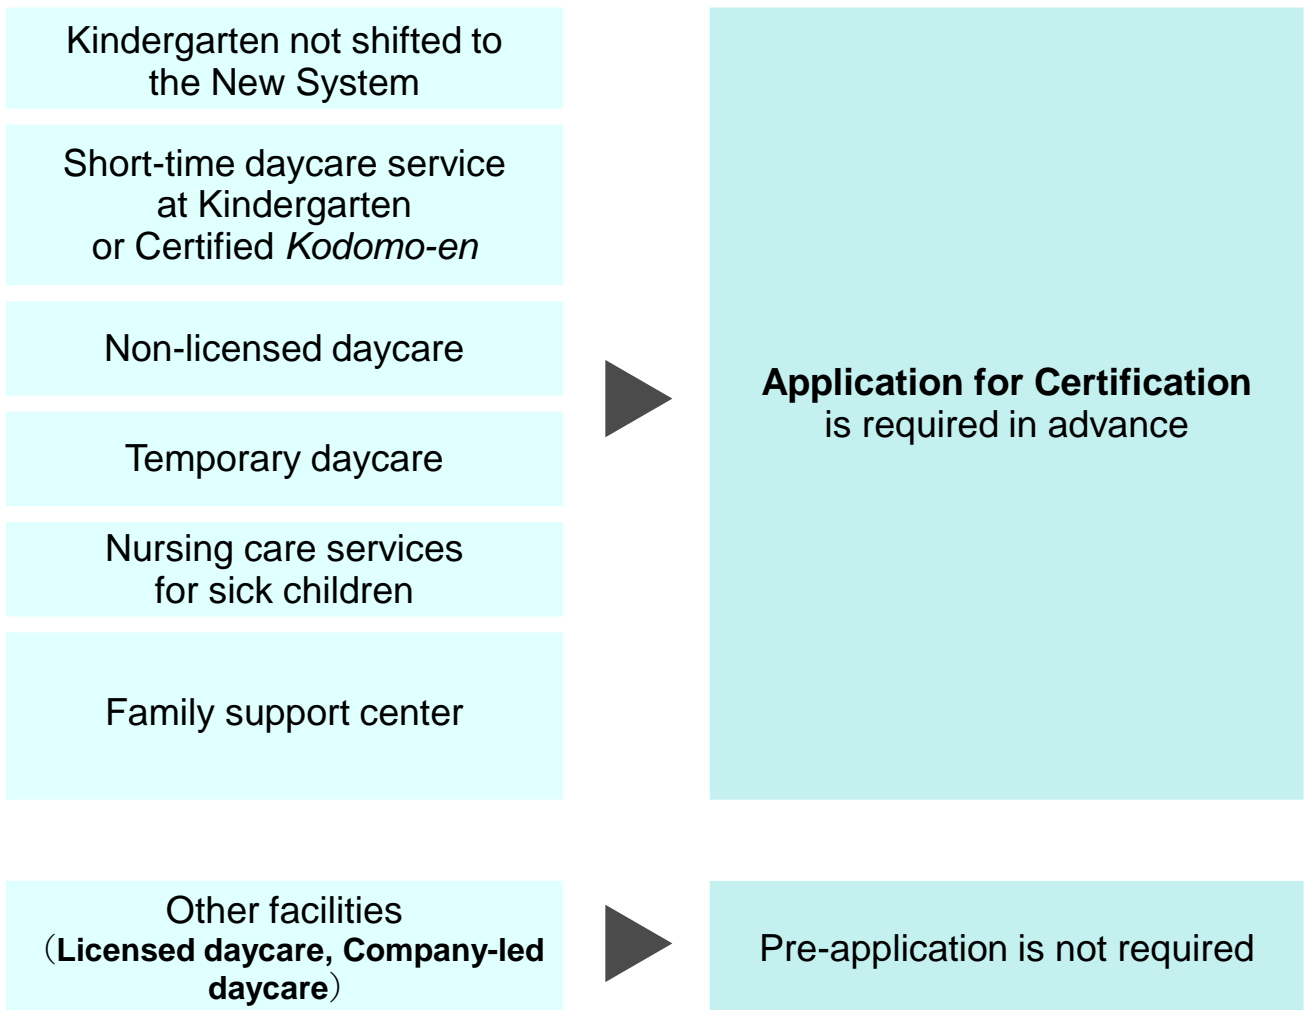 Kindergarten not shifted to
the New System
Short-time daycare service
at Kindergarten
or Certified Kodomo-en
Non-licensed daycare
Temporary daycare
Nursing care services
for sick children
Family support center
Application for Certification
is required in advance
Other facilities
（Licensed daycare, Company-led
daycare）
Pre-application is not required